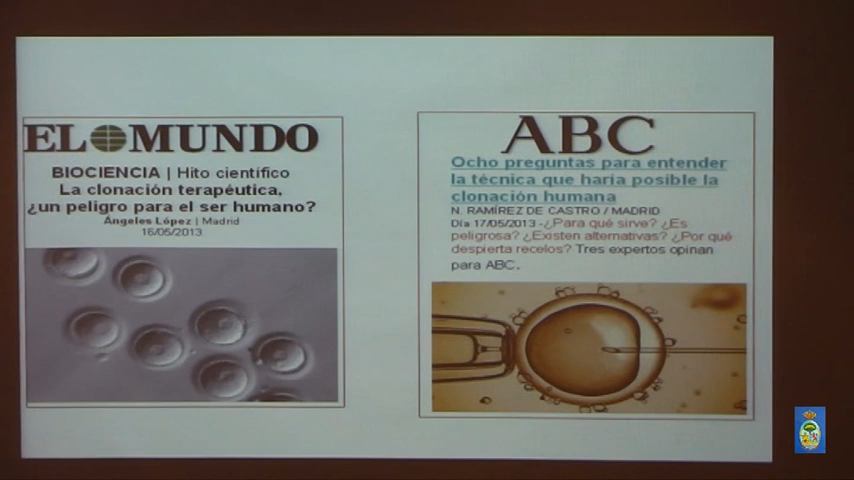 EL MUNDO
BIOCIENCIA | Hito científico
La clonación terapéutica,
¿un peligro para el ser humano?
Ángeles López | Madrid
16/05/2013
ABC
Ocho preguntas para entender
la técnica que haría posible la
clonación humana
N. RAMÍREZ DE CASTRO / MADRID
Día 17/05/2013 -¿Para qué sirve? ¿Es
peligrosa? ¿Existen alternativas? ¿Por qué
despierta recelos? Tres expertos opinan
para ABC.